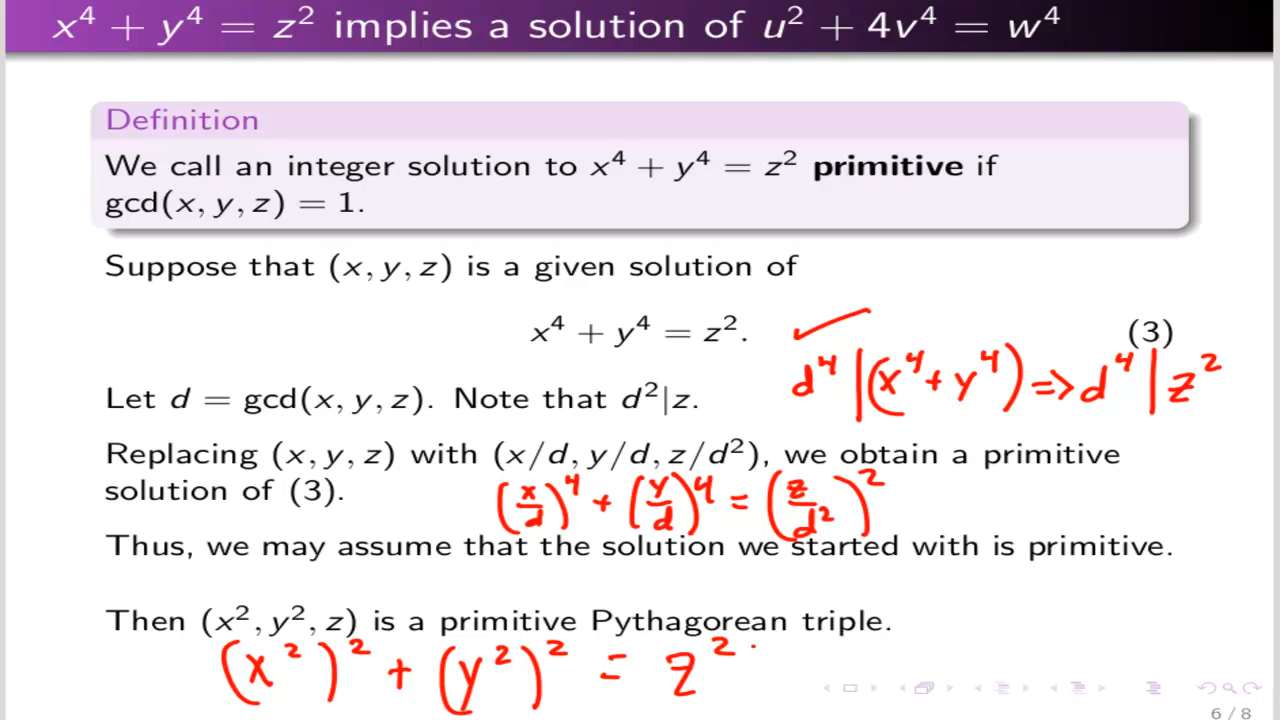 x⁴ + y⁴ = z² implies a solution of u² + 4v⁴ = w⁴
Definition
We call an integer solution to x⁴ + y⁴ = z² primitive if
gcd(x, y, z) = 1.
Suppose that (x, y, z) is a given solution of
x⁴ + y⁴ = z². ✓ (3)
d⁴ | (x⁴ + y⁴) => d⁴ | z²
Let d = gcd(x, y, z). Note that d²|z.
Replacing (x, y, z) with (x/d, y/d, z/d²), we obtain a primitive
solution of (3).
(x/d)⁴ + (y/d)⁴ = (z/d²)²
Thus, we may assume that the solution we started with is primitive.
Then (x², y², z) is a primitive Pythagorean triple.
(x²)² + (y²)² = z²
6 / 8